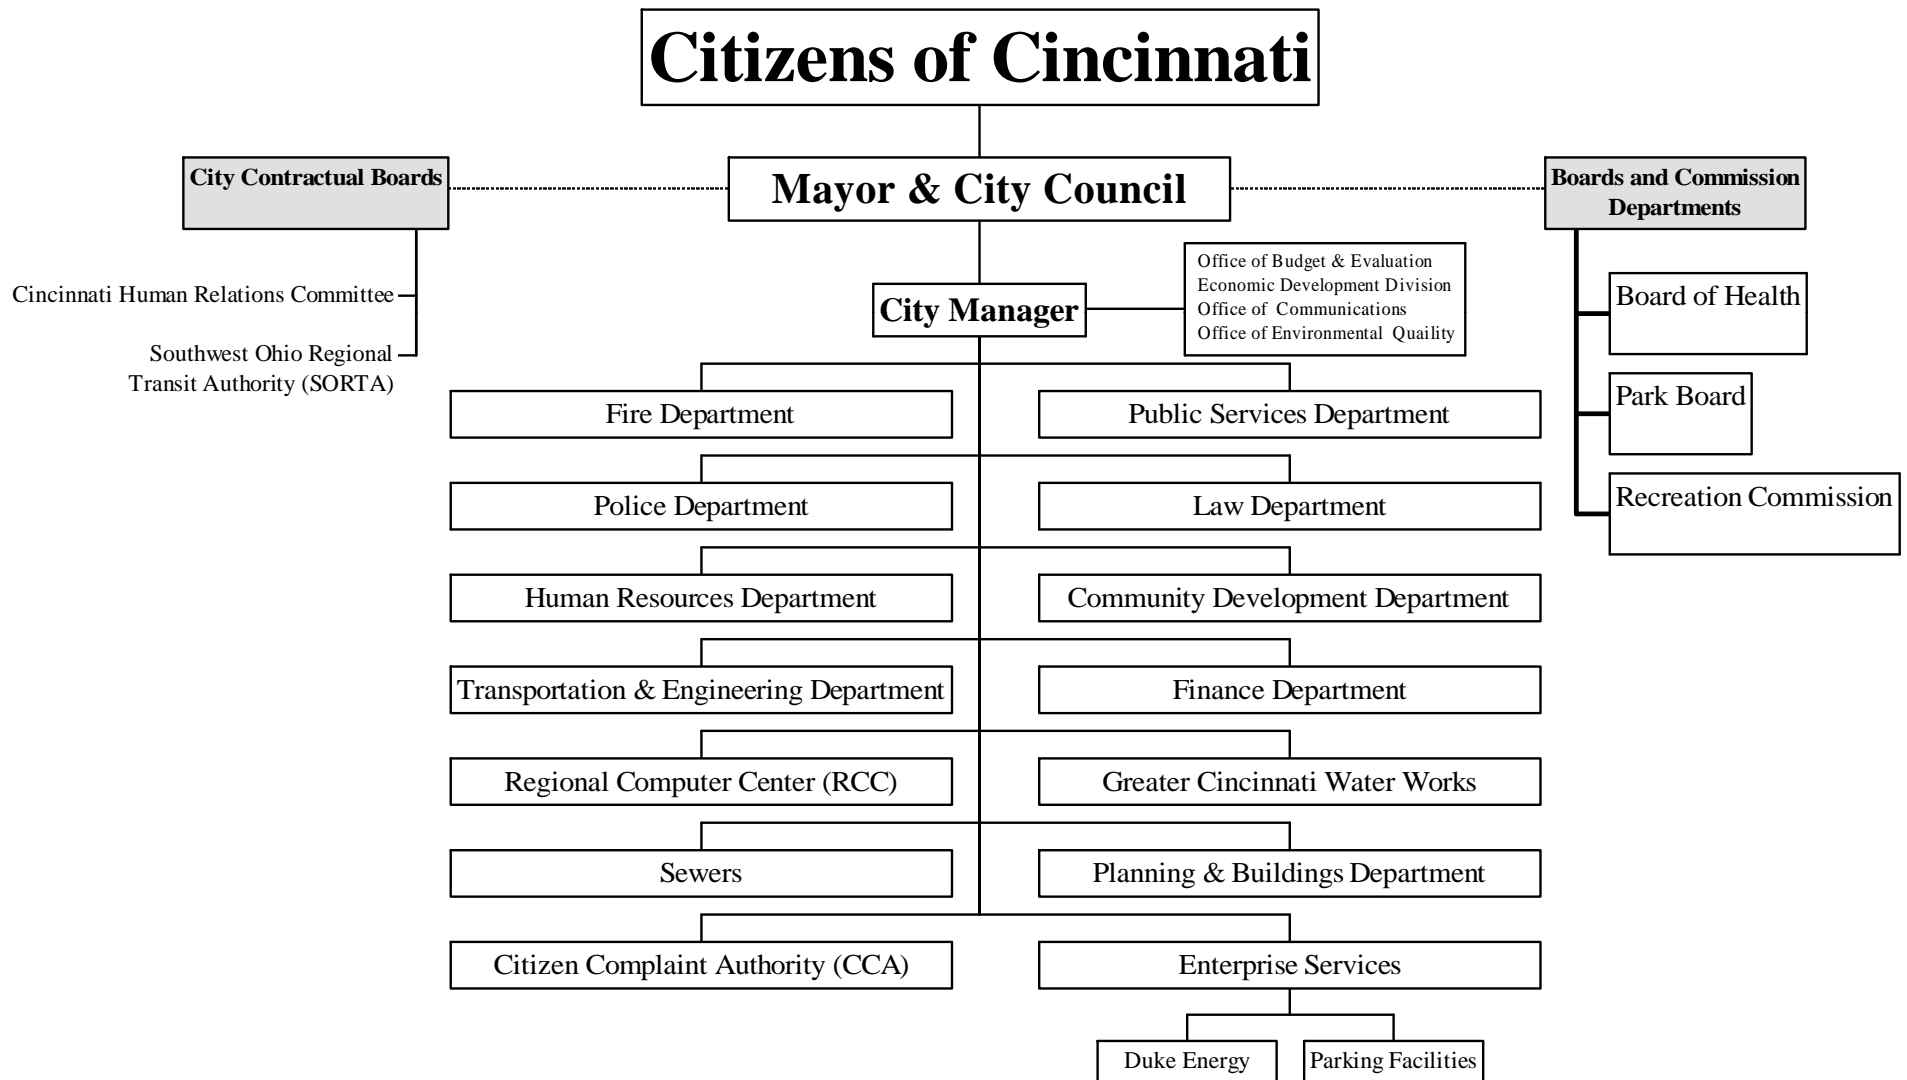 Citizens of Cincinnati
City Contractual Boards
Mayor & City Council
Boards and Commission
Departments
Cincinnati Human Relations Committee
Southwest Ohio Regional
Transit Authority (SORTA)
City Manager
Office of Budget & Evaluation
Economic Development Division
Office of Communications
Office of Environmental Quaility
Board of Health
Park Board
Recreation Commission
Fire Department
Public Services Department
Police Department
Law Department
Human Resources Department
Community Development Department
Transportation & Engineering Department
Finance Department
Regional Computer Center (RCC)
Greater Cincinnati Water Works
Sewers
Planning & Buildings Department
Citizen Complaint Authority (CCA)
Enterprise Services
Duke Energy
Parking Facilities